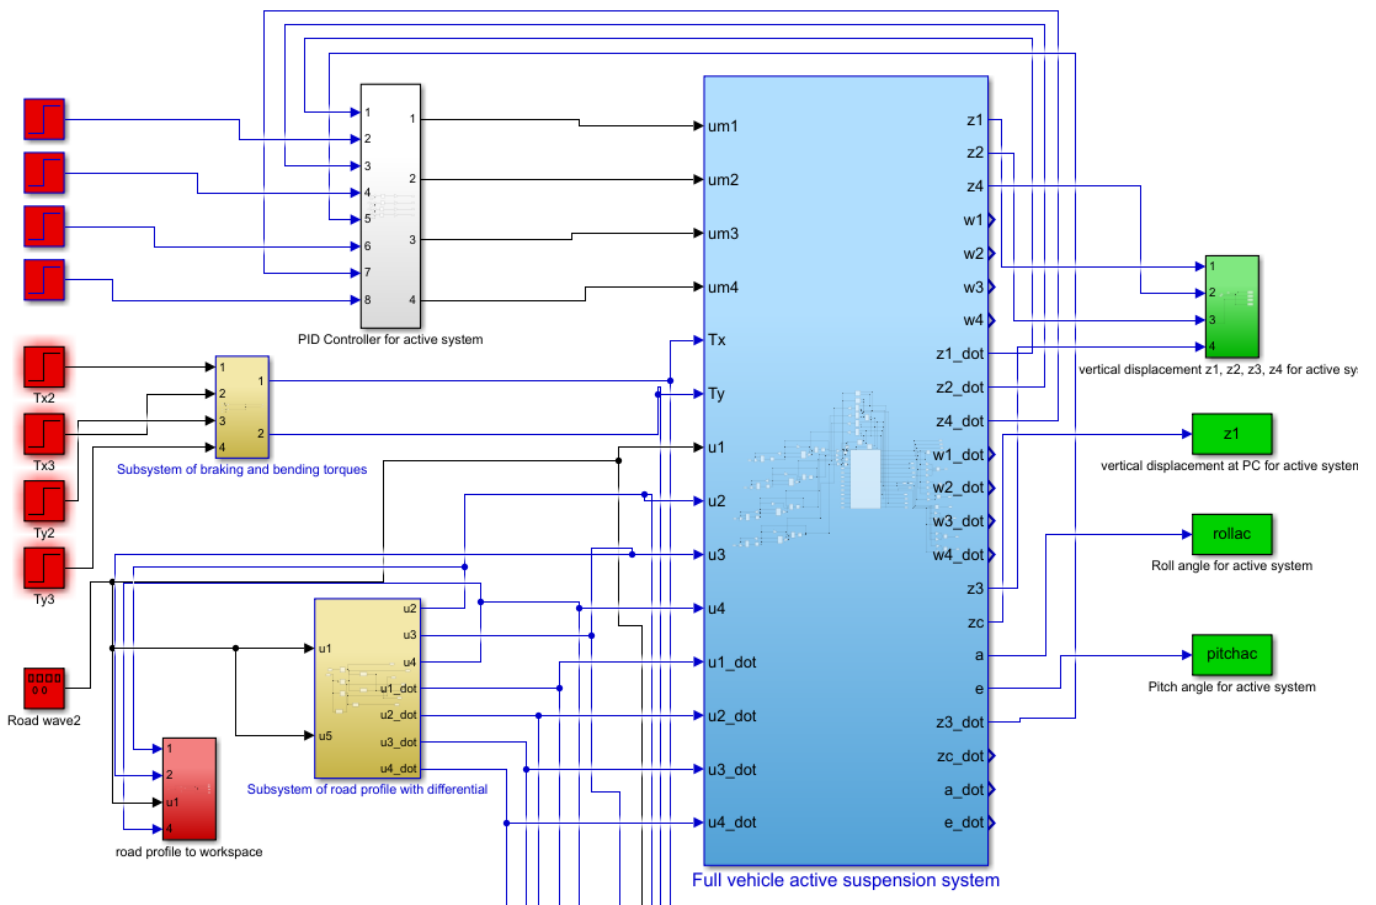 1
2
3
4
5
6
7
8
1
2
3
4
PID Controller for active system
Tx2
Tx3
Ty2
Ty3
1
2
3
4
1
2
Subsystem of braking and bending torques
Road wave2
u1
u5
u2
u3
u4
u1_dot
u2_dot
u3_dot
u4_dot
Subsystem of road profile with differential
1
2
u1
4
road profile to workspace
um1
um2
um3
um4
Tx
Ty
u1
u2
u3
u4
u1_dot
u2_dot
u3_dot
u4_dot
z1
z2
z4
w1
w2
w3
w4
z1_dot
z2_dot
z4_dot
w1_dot
w2_dot
w3_dot
w4_dot
z3
zc
a
e
z3_dot
zc_dot
a_dot
e_dot
Full vehicle active suspension system
1
2
3
4
vertical displacement z1, z2, z3, z4 for active sy
z1
vertical displacement at PC for active system
rollac
Roll angle for active system
pitchac
Pitch angle for active system